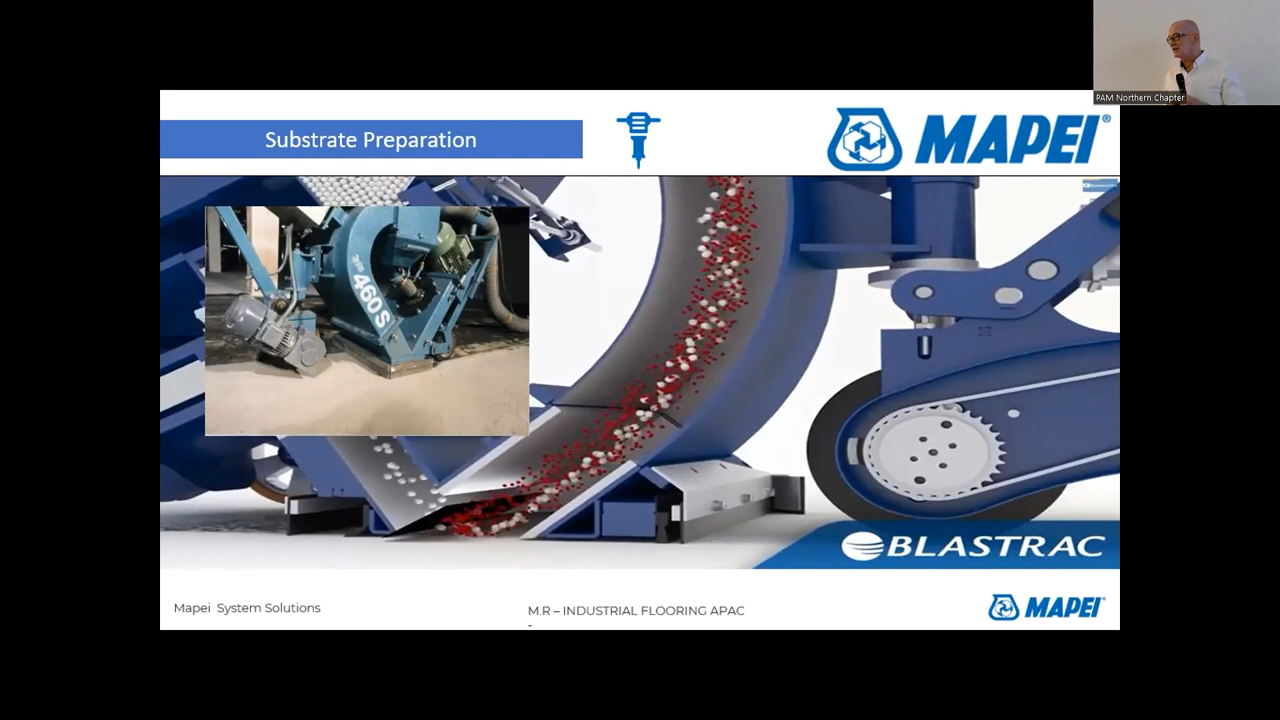 PAM Northern Chapter
Substrate Preparation
MAPEI®
460S
BLASTRAC
Mapei System Solutions
M.R – INDUSTRIAL FLOORING APAC
-
MAPEI®